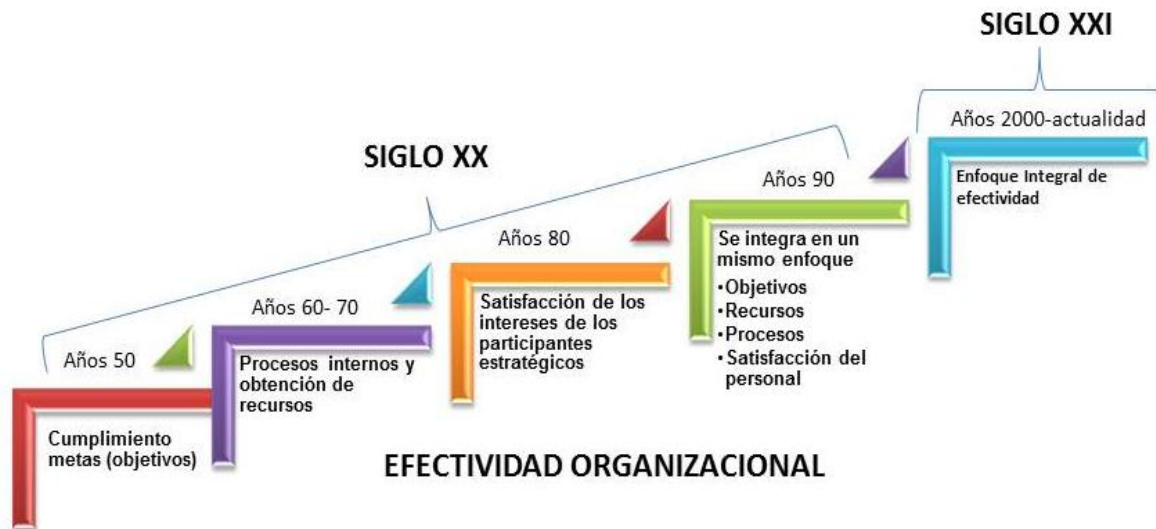 SIGLO XXI
Años 2000-actualidad
Enfoque Integral de
efectividad
SIGLO XX
Años 90
Se integra en un
mismo enfoque
•Objetivos
•Recursos
•Procesos
•Satisfacción del
personal
Años 80
Satisfacción de los
intereses de los
participantes
estratégicos
Años 60- 70
Procesos internos y
obtención de
recursos
Años 50
Cumplimiento
metas (objetivos)
EFECTIVIDAD ORGANIZACIONAL